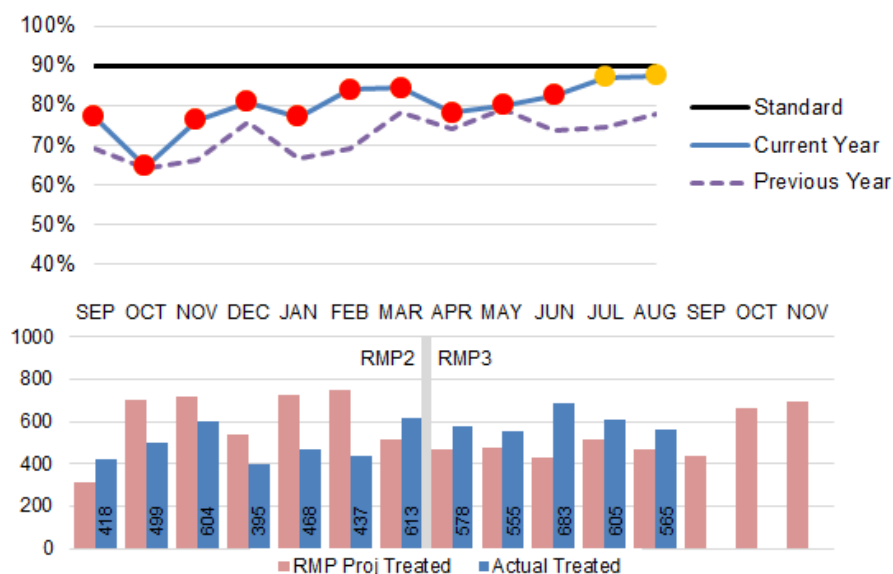 100%
90%
80%
70%
60%
50%
40%
Standard
Current Year
Previous Year
SEP OCT NOV DEC JAN FEB MAR APR MAY JUN JUL AUG SEP OCT NOV
1000
800
600
400
200
0
RMP2 RMP3
418 499 604 395 468 437 613 578 555 683 605 565
RMP Proj Treated Actual Treated